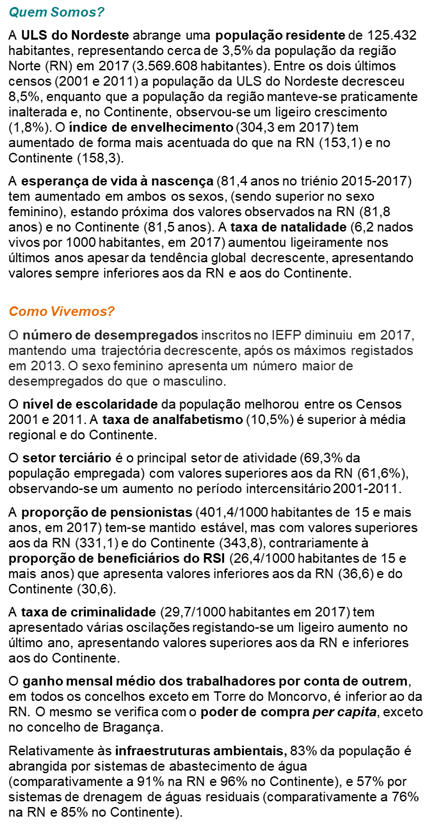 Quem Somos?
A ULS do Nordeste abrange uma população residente de 125.432
habitantes, representando cerca de 3,5% da população da região
Norte (RN) em 2017 (3.569.608 habitantes). Entre os dois últimos
censos (2001 e 2011) a população da ULS do Nordeste decresceu
8,5%, enquanto que a população da região manteve-se praticamente
inalterada e, no Continente, observou-se um ligeiro crescimento
(1,8%). O índice de envelhecimento (304,3 em 2017) tem
aumentado de forma mais acentuada do que na RN (153,1) e no
Continente (158,3).
A esperança de vida à nascença (81,4 anos no triénio 2015-2017)
tem aumentado em ambos os sexos, (sendo superior no sexo
feminino), estando próxima dos valores observados na RN (81,8
anos) e no Continente (81,5 anos). A taxa de natalidade (6,2 nados
vivos por 1000 habitantes, em 2017) aumentou ligeiramente nos
últimos anos apesar da tendência global decrescente, apresentando
valores sempre inferiores aos da RN e aos do Continente.
Como Vivemos?
O número de desempregados inscritos no IEFP diminuiu em 2017,
mantendo uma trajectória decrescente, após os máximos registados
em 2013. O sexo feminino apresenta um número maior de
desempregados do que o masculino.
O nível de escolaridade da população melhorou entre os Censos
2001 e 2011. A taxa de analfabetismo (10,5%) é superior à média
regional e do Continente.
O setor terciário é o principal setor de atividade (69,3% da
população empregada) com valores superiores aos da RN (61,6%),
observando-se um aumento no período intercensitário 2001-2011.
A proporção de pensionistas (401,4/1000 habitantes de 15 e mais
anos, em 2017) tem-se mantido estável, mas com valores superiores
aos da RN (331,1) e do Continente (343,8), contrariamente à
proporção de beneficiários do RSI (26,4/1000 habitantes de 15 e
mais anos) que apresenta valores inferiores aos da RN (36,6) e do
Continente (30,6).
A taxa de criminalidade (29,7/1000 habitantes em 2017) tem
apresentado várias oscilações registando-se um ligeiro aumento no
último ano, apresentando valores superiores aos da RN e inferiores
aos do Continente.
O ganho mensal médio dos trabalhadores por conta de outrem,
em todos os concelhos exceto em Torre do Moncorvo, é inferior ao da
RN. O mesmo se verifica com o poder de compra per capita, exceto
no concelho de Bragança.
Relativamente às infraestruturas ambientais, 83% da população é
abrangida por sistemas de abastecimento de água
(comparativamente a 91% na RN e 96% no Continente), e 57% por
sistemas de drenagem de águas residuais (comparativamente a 76%
na RN e 85% no Continente).